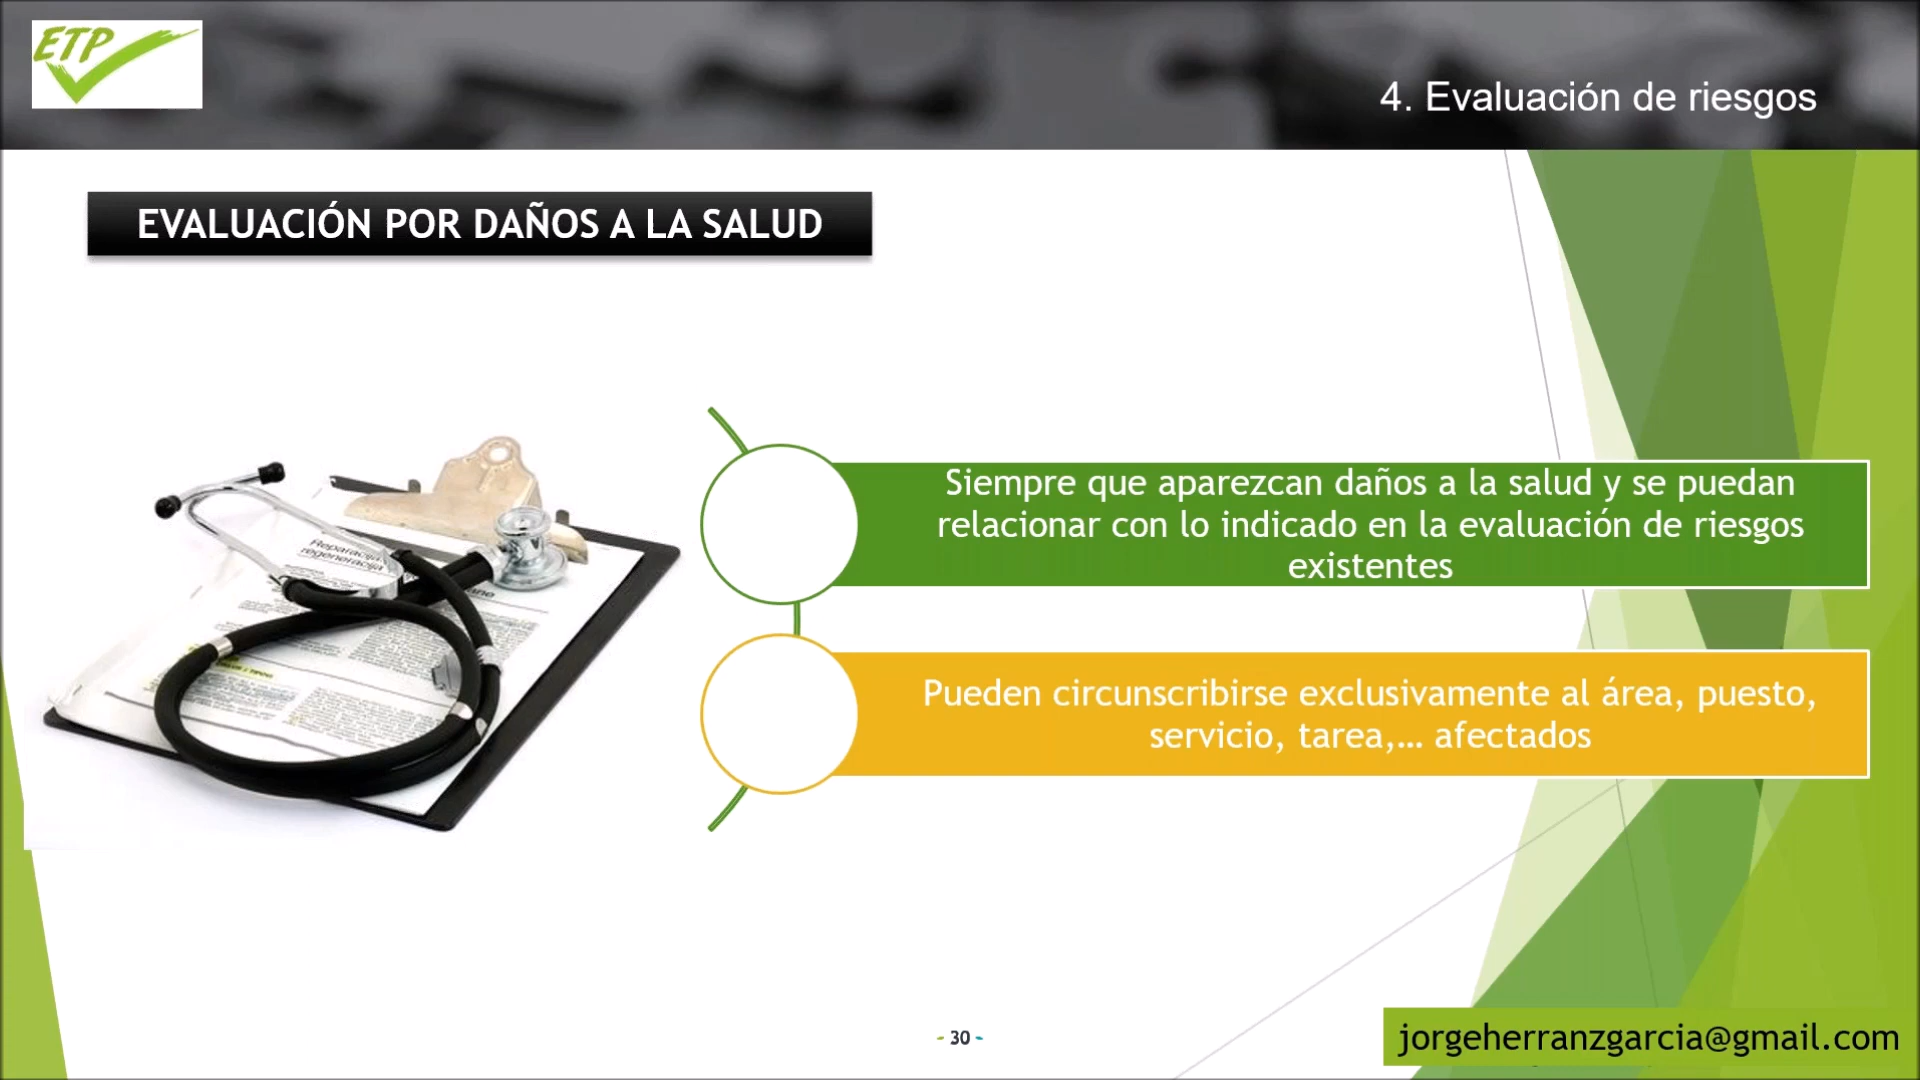 ETP
4. Evaluación de riesgos
EVALUACIÓN POR DAÑOS A LA SALUD
Siempre que aparezcan daños a la salud y se puedan
relacionar con lo indicado en la evaluación de riesgos
existentes
Pueden circunscribirse exclusivamente al área, puesto,
servicio, tarea,... afectados
Reparacija
regeneracija
- 30 -
jorgeherranzgarcia@gmail.com